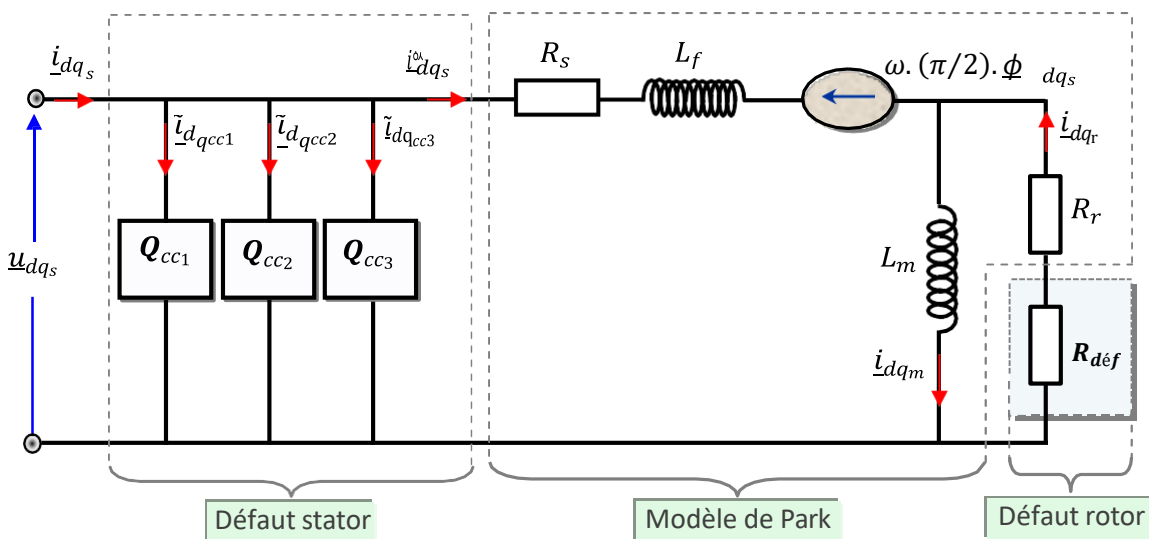 i_dqs
i_dqs
R_s
L_f
ω. (π/2). ϕ
dqs
ĩ_dqcc1
ĩ_dqcc2
ĩ_dqcc3
i_dqr
Q_cc1
Q_cc2
Q_cc3
R_r
u_dqs
L_m
R_déf
i_dqm
Défaut stator
Modèle de Park
Défaut rotor